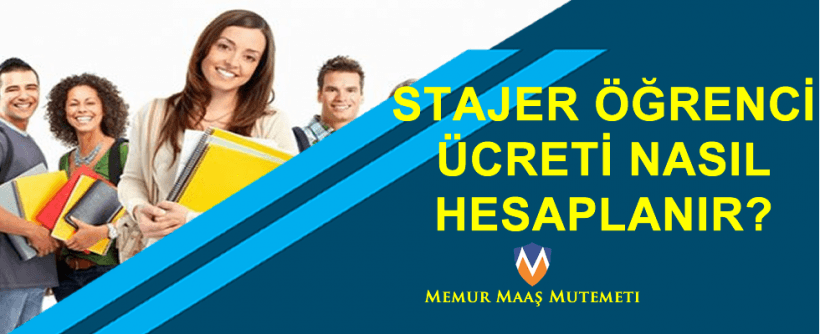 STAJER ÖĞRENCİ
ÜCRETİ NASIL
HESAPLANIR?
MEMUR MAAŞ MUTEMETI